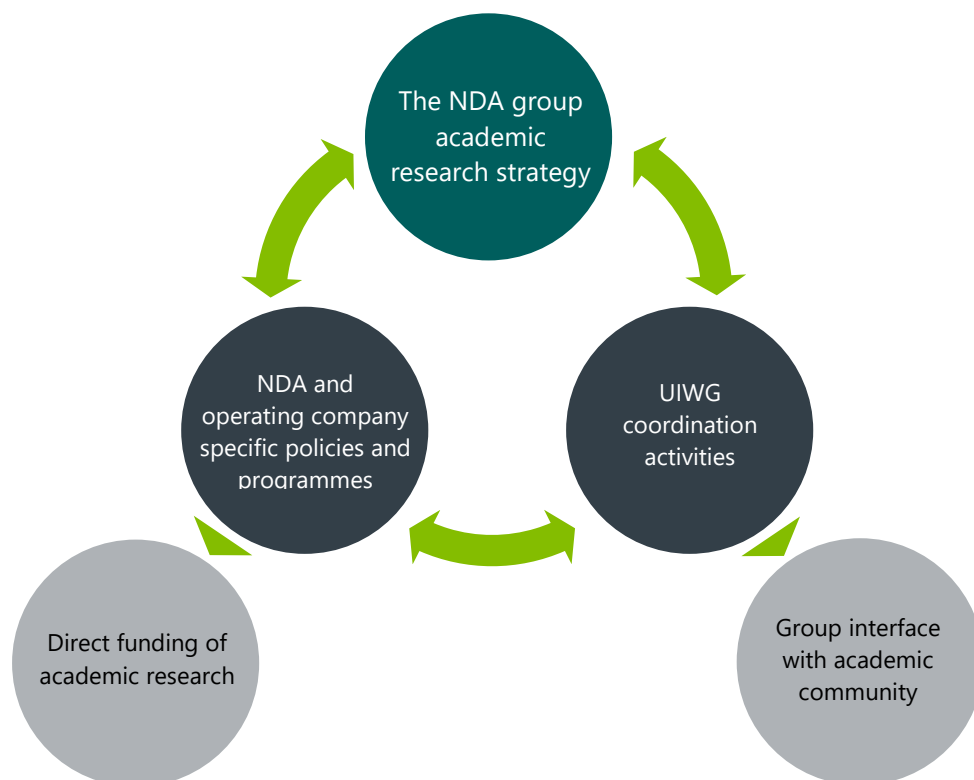 The NDA group
academic
research strategy
NDA and
operating company
specific policies and
programmes
UIWG
coordination
activities
Direct funding of
academic research
Group interface
with academic
community